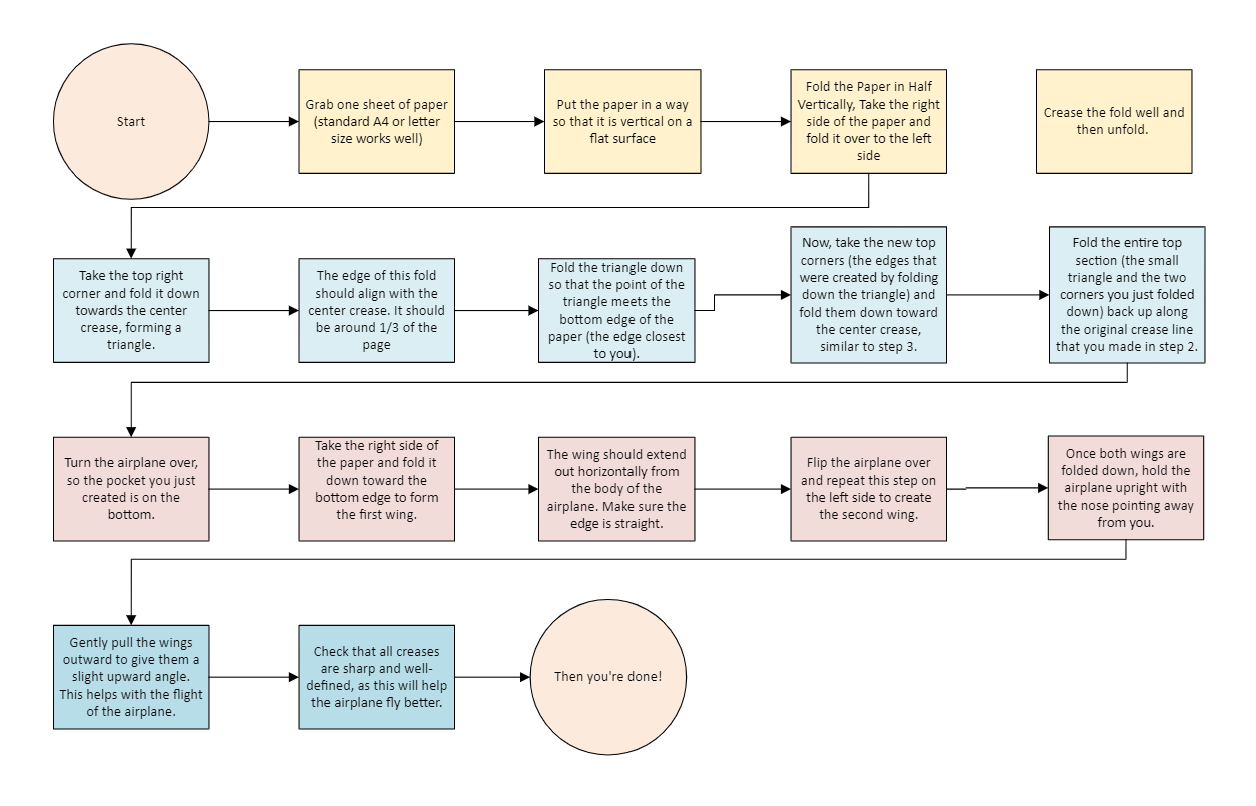 Start
Grab one sheet of paper
(standard A4 or letter
size works well)
Put the paper in a way
so that it is vertical on a
flat surface
Fold the Paper in Half
Vertically, Take the right
side of the paper and
fold it over to the left
side
Crease the fold well and
then unfold.
Take the top right
corner and fold it down
towards the center
crease, forming a
triangle.
The edge of this fold
should align with the
center crease. It should
be around 1/3 of the
page
Fold the triangle down
so that the point of the
triangle meets the
bottom edge of the
paper (the edge closest
to you).
Now, take the new top
corners (the edges that
were created by folding
down the triangle) and
fold them down toward
the center crease,
similar to step 3.
Fold the entire top
section (the small
triangle and the two
corners you just folded
down) back up along
the original crease line
that you made in step 2.
Turn the airplane over,
so the pocket you just
created is on the
bottom.
Take the right side of
the paper and fold it
down toward the
bottom edge to form
the first wing.
The wing should extend
out horizontally from
the body of the
airplane. Make sure the
edge is straight.
Flip the airplane over
and repeat this step on
the left side to create
the second wing.
Once both wings are
folded down, hold the
airplane upright with
the nose pointing away
from you.
Gently pull the wings
outward to give them a
slight upward angle.
This helps with the flight
of the airplane.
Check that all creases
are sharp and well-
defined, as this will help
the airplane fly better.
Then you're done!